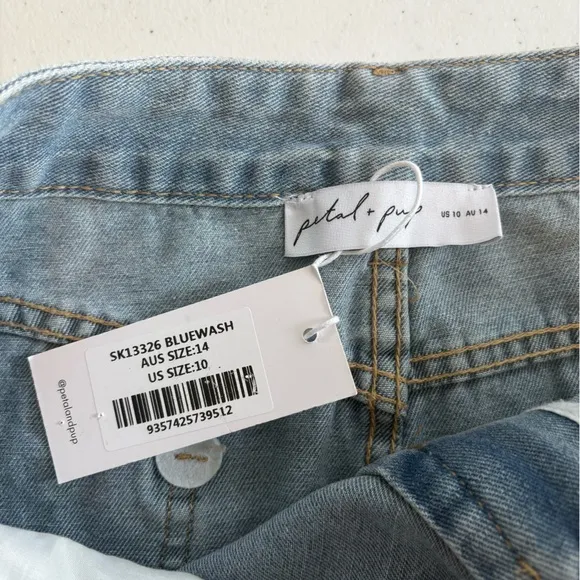 petal + pup
US 10 AU 14
SK13326 BLUEWASH
AUS SIZE:14
US SIZE:10
9357425739512
@petalandpup